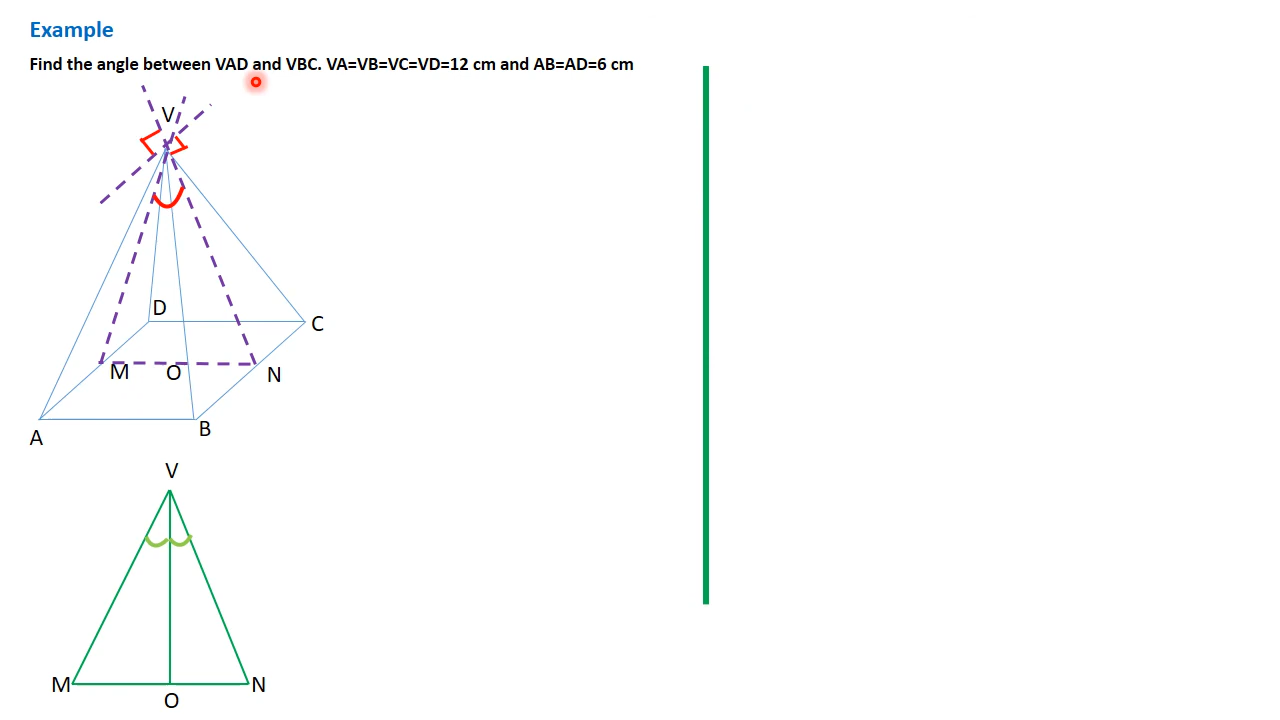 Example
Find the angle between VAD and VBC. VA=VB=VC=VD=12 cm and AB=AD=6 cm
V
D
C
M
O
N
B
A
V
M
N
O